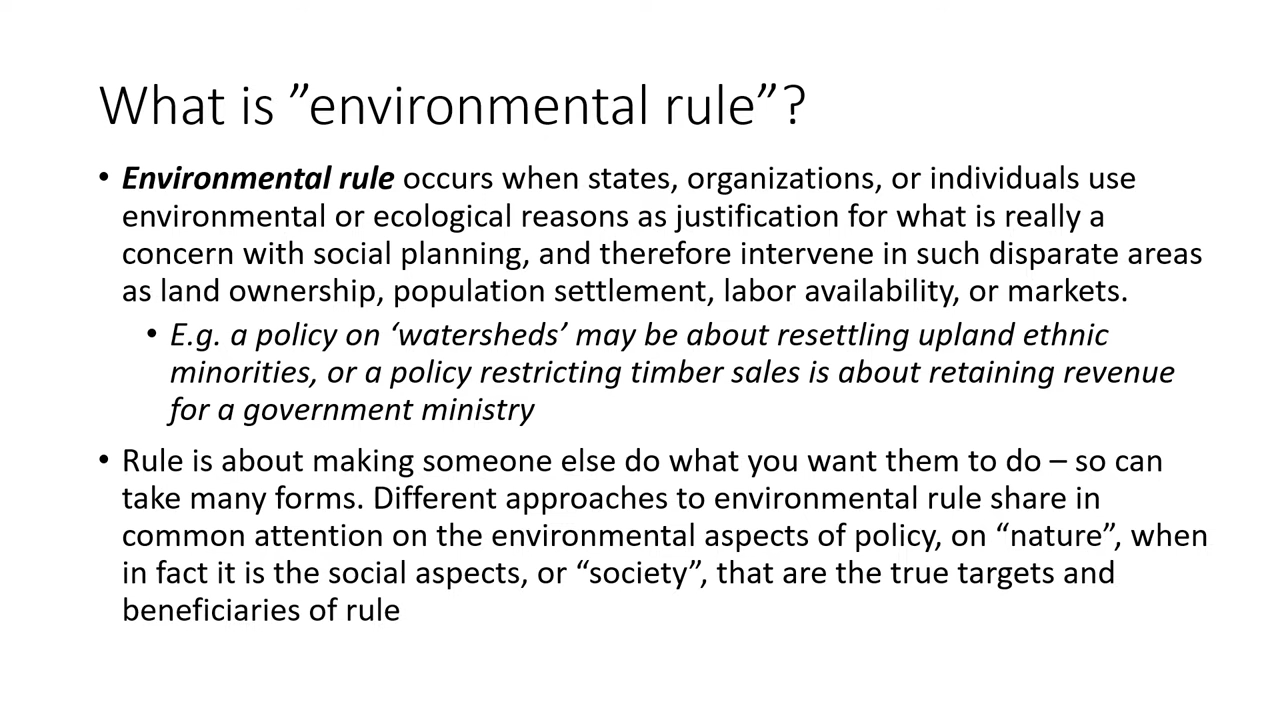 What is ”environmental rule”?
• Environmental rule occurs when states, organizations, or individuals use
environmental or ecological reasons as justification for what is really a
concern with social planning, and therefore intervene in such disparate areas
as land ownership, population settlement, labor availability, or markets.
• E.g. a policy on ‘watersheds’ may be about resettling upland ethnic
minorities, or a policy restricting timber sales is about retaining revenue
for a government ministry
• Rule is about making someone else do what you want them to do – so can
take many forms. Different approaches to environmental rule share in
common attention on the environmental aspects of policy, on “nature”, when
in fact it is the social aspects, or “society”, that are the true targets and
beneficiaries of rule